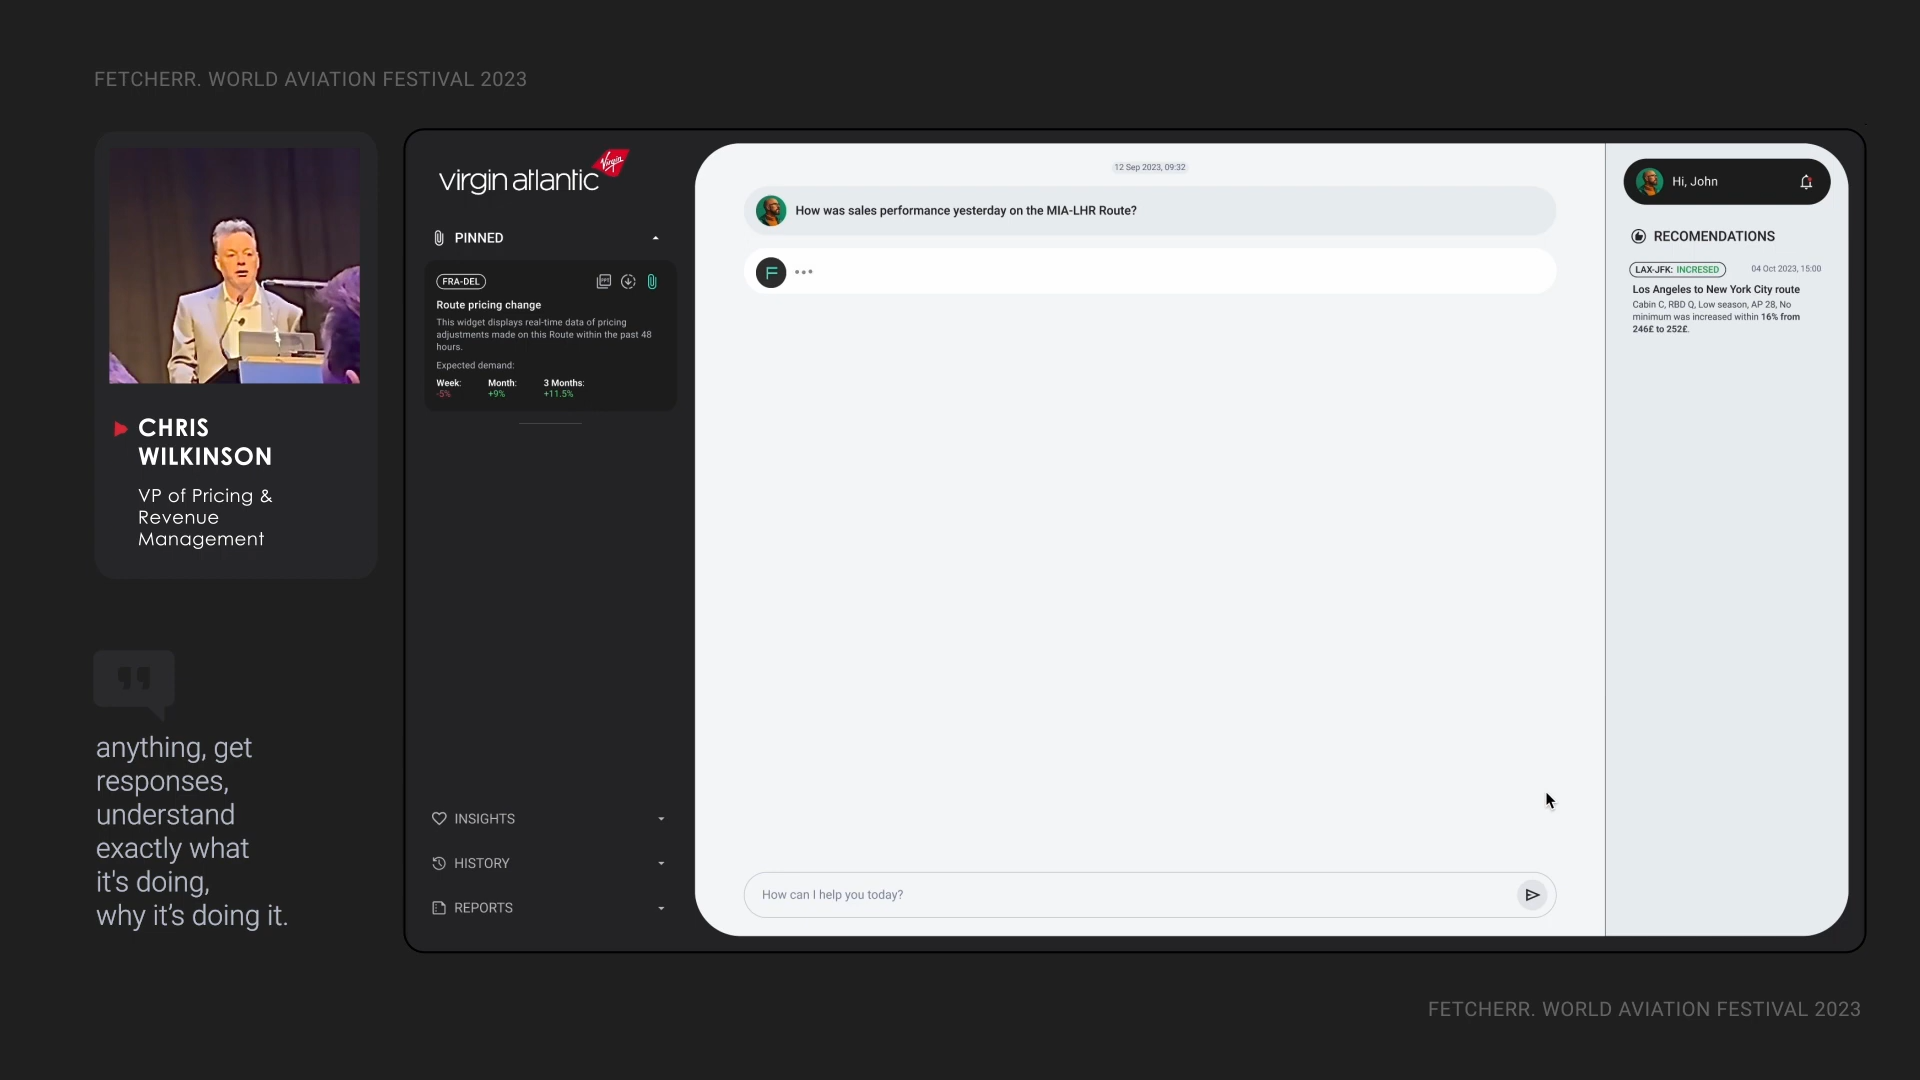 FETCHERR. WORLD AVIATION FESTIVAL 2023
CHRIS
WILKINSON
VP of Pricing &
Revenue
Management
anything, get
responses,
understand
exactly what
it's doing,
why it's doing it.
virgin atlantic
Virgin
PINNED
FRA-DEL
Route pricing change
This widget displays real-time data of pricing
adjustments made on this Route within the past 48
hours.
Expected demand:
Week: Month: 3 Months:
-5% +9% +11.5%
INSIGHTS
HISTORY
REPORTS
12 Sep 2023, 09:32
How was sales performance yesterday on the MIA-LHR Route?
F •••
How can I help you today?
Hi, John
RECOMENDATIONS
LAX-JFK: INCRESED 04 Oct 2023, 15:00
Los Angeles to New York City route
Cabin C, RBD Q, Low season, AP 28, No
minimum was increased within 16% from
246£ to 252£.
FETCHERR. WORLD AVIATION FESTIVAL 2023